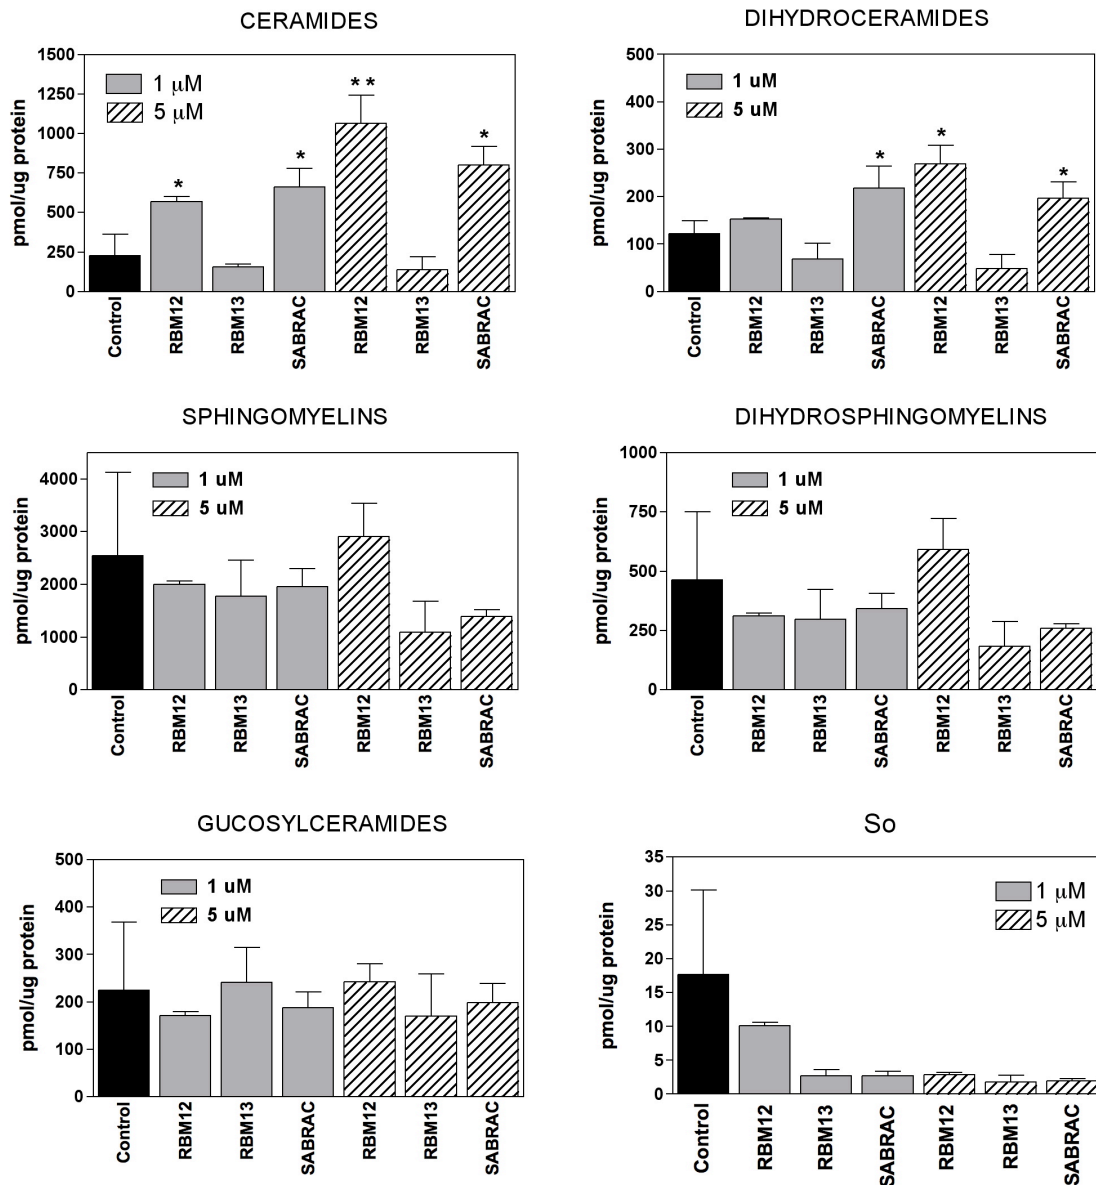 CERAMIDES
1500
1250
1000
750
500
250
0
pmol/ug protein
1 μM
5 μM
*
*
* *
*
Control
RBM12
RBM13
SABRAC
RBM12
RBM13
SABRAC
DIHYDROCERAMIDES
500
400
300
200
100
0
pmol/ug protein
1 uM
5 uM
*
*
*
Control
RBM12
RBM13
SABRAC
RBM12
RBM13
SABRAC
SPHINGOMYELINS
4000
3000
2000
1000
0
pmol/ug protein
1 uM
5 uM
Control
RBM12
RBM13
SABRAC
RBM12
RBM13
SABRAC
DIHYDROSPHINGOMYELINS
1000
750
500
250
0
pmol/ug protein
1 uM
5 uM
Control
RBM12
RBM13
SABRAC
RBM12
RBM13
SABRAC
GUCOSYLCERAMIDES
500
400
300
200
100
0
pmol/ug protein
1 uM
5 uM
Control
RBM12
RBM13
SABRAC
RBM12
RBM13
SABRAC
So
35
30
25
20
15
10
5
0
pmol/ug protein
1 μM
5 μM
Control
RBM12
RBM13
SABRAC
RBM12
RBM13
SABRAC